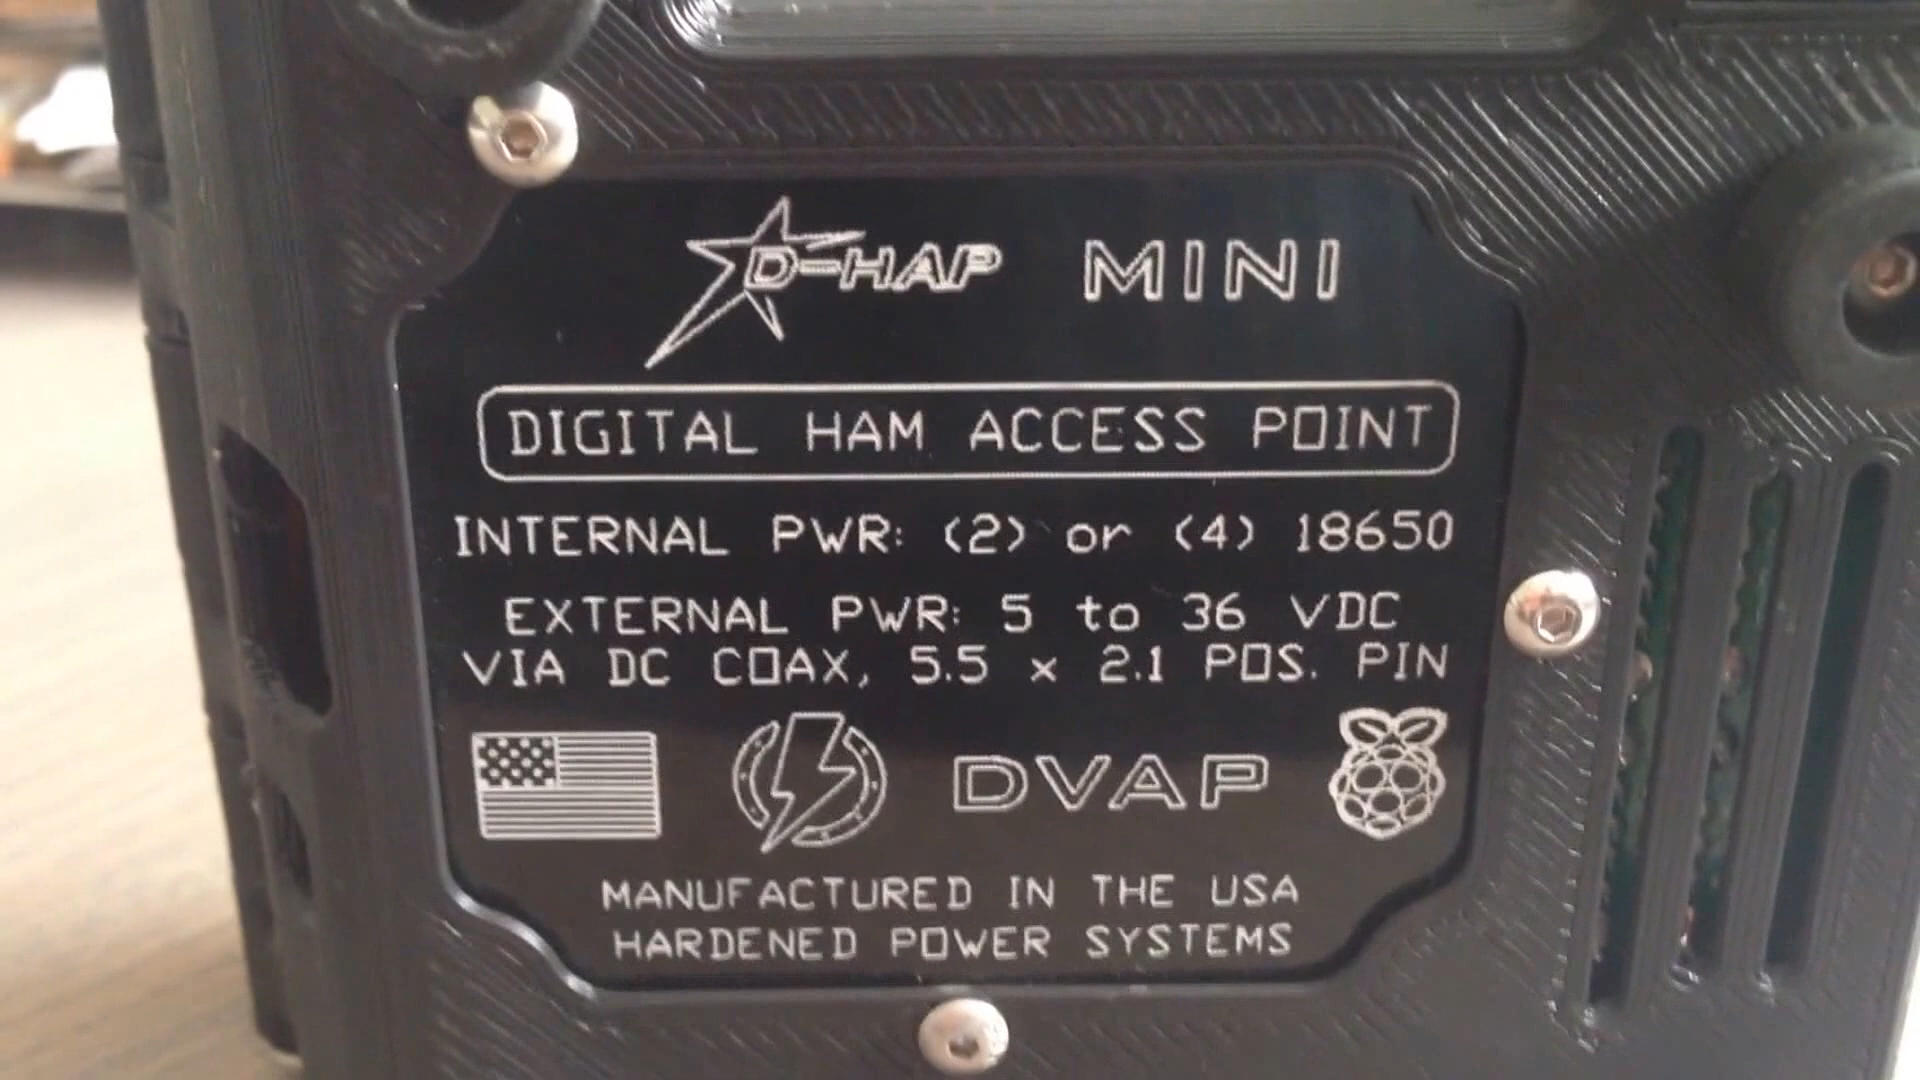 D-HAP MINI
DIGITAL HAM ACCESS POINT
INTERNAL PWR: (2) or (4) 18650
EXTERNAL PWR: 5 to 36 VDC
VIA DC COAX, 5.5 x 2.1 POS. PIN
DVAP
MANUFACTURED IN THE USA
HARDENED POWER SYSTEMS